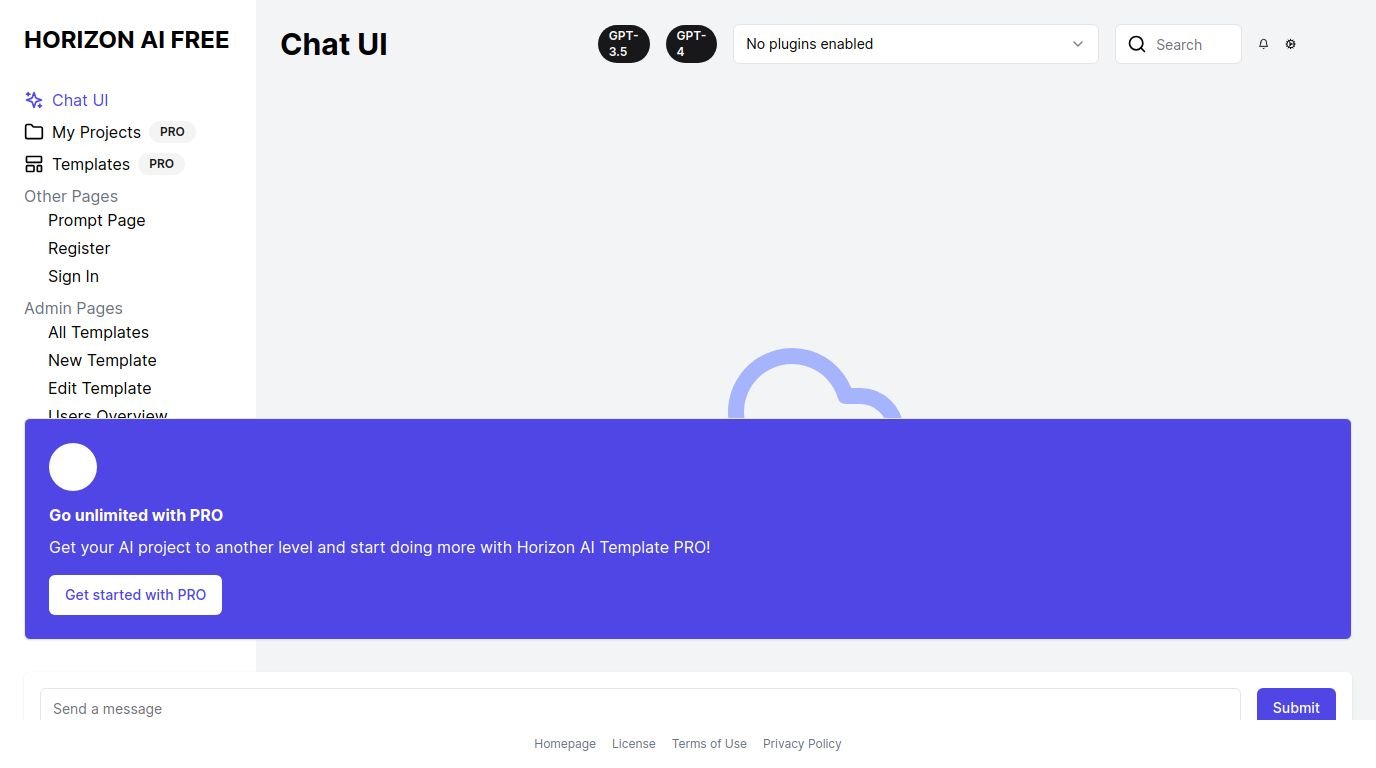 HORIZON AI FREE
Chat UI
My Projects PRO
Templates PRO
Other Pages
Prompt Page
Register
Sign In
Admin Pages
All Templates
New Template
Edit Template
Users Overview
Chat UI
GPT-
3.5
GPT-
4
No plugins enabled
Search
Go unlimited with PRO
Get your AI project to another level and start doing more with Horizon AI Template PRO!
Get started with PRO
Send a message
Submit
Homepage License Terms of Use Privacy Policy